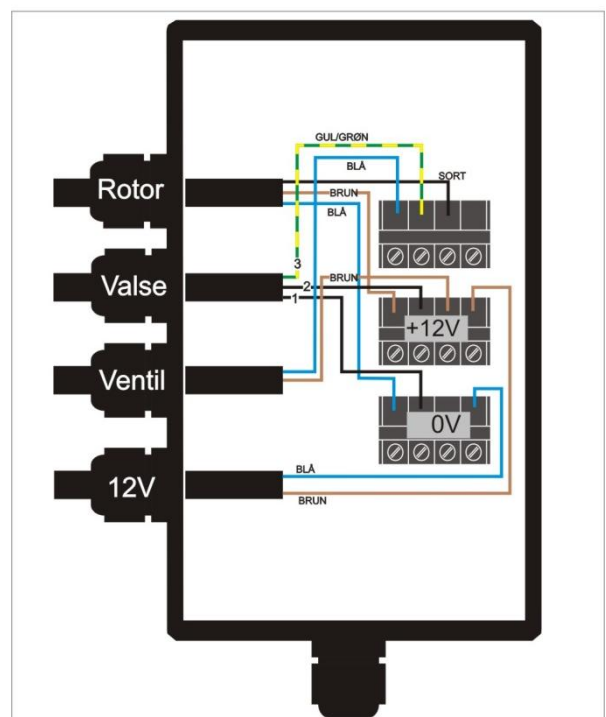 GUL/GRØN
BLÅ
SORT
Rotor
BRUN
BLÅ
3
Valse
BRUN
2
1
+12V
Ventil
0V
BLÅ
12V
BRUN